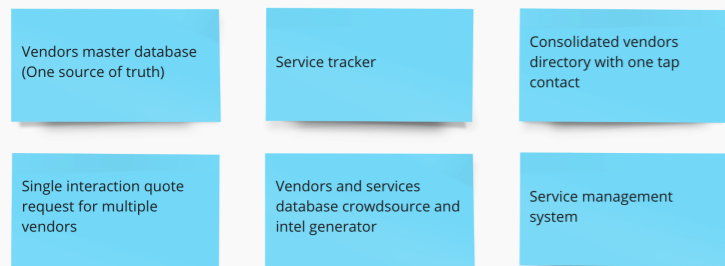 Vendors master database
(One source of truth)
Service tracker
Consolidated vendors
directory with one tap
contact
Single interaction quote
request for multiple
vendors
Vendors and services
database crowdsource and
intel generator
Service management
system